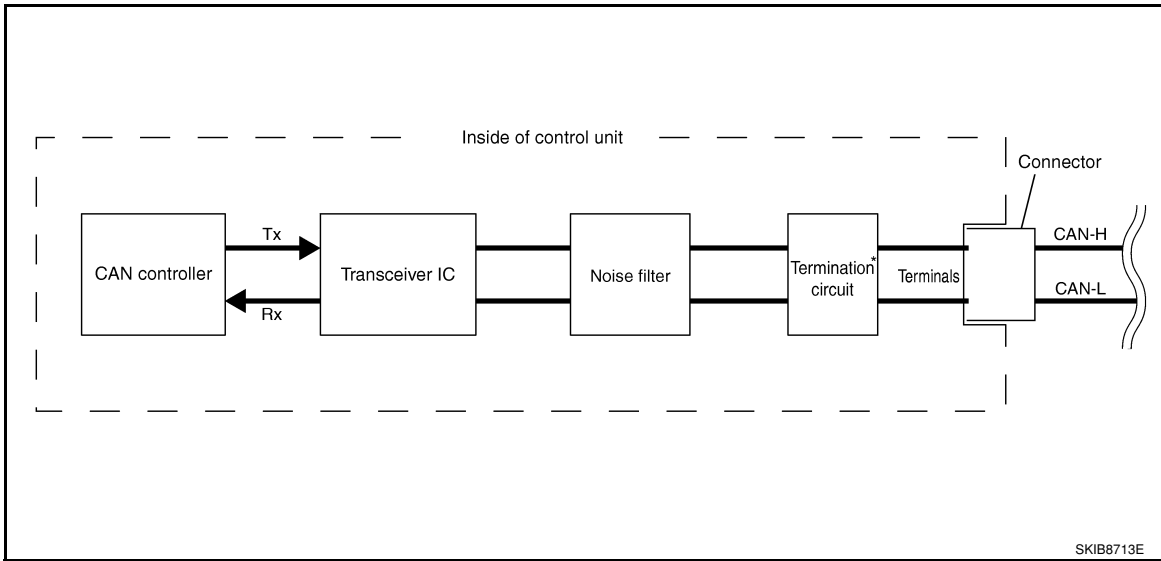 Inside of control unit
Connector
CAN controller
Tx
Rx
Transceiver IC
Noise filter
Termination*
circuit
Terminals
CAN-H
CAN-L
SKIB8713E